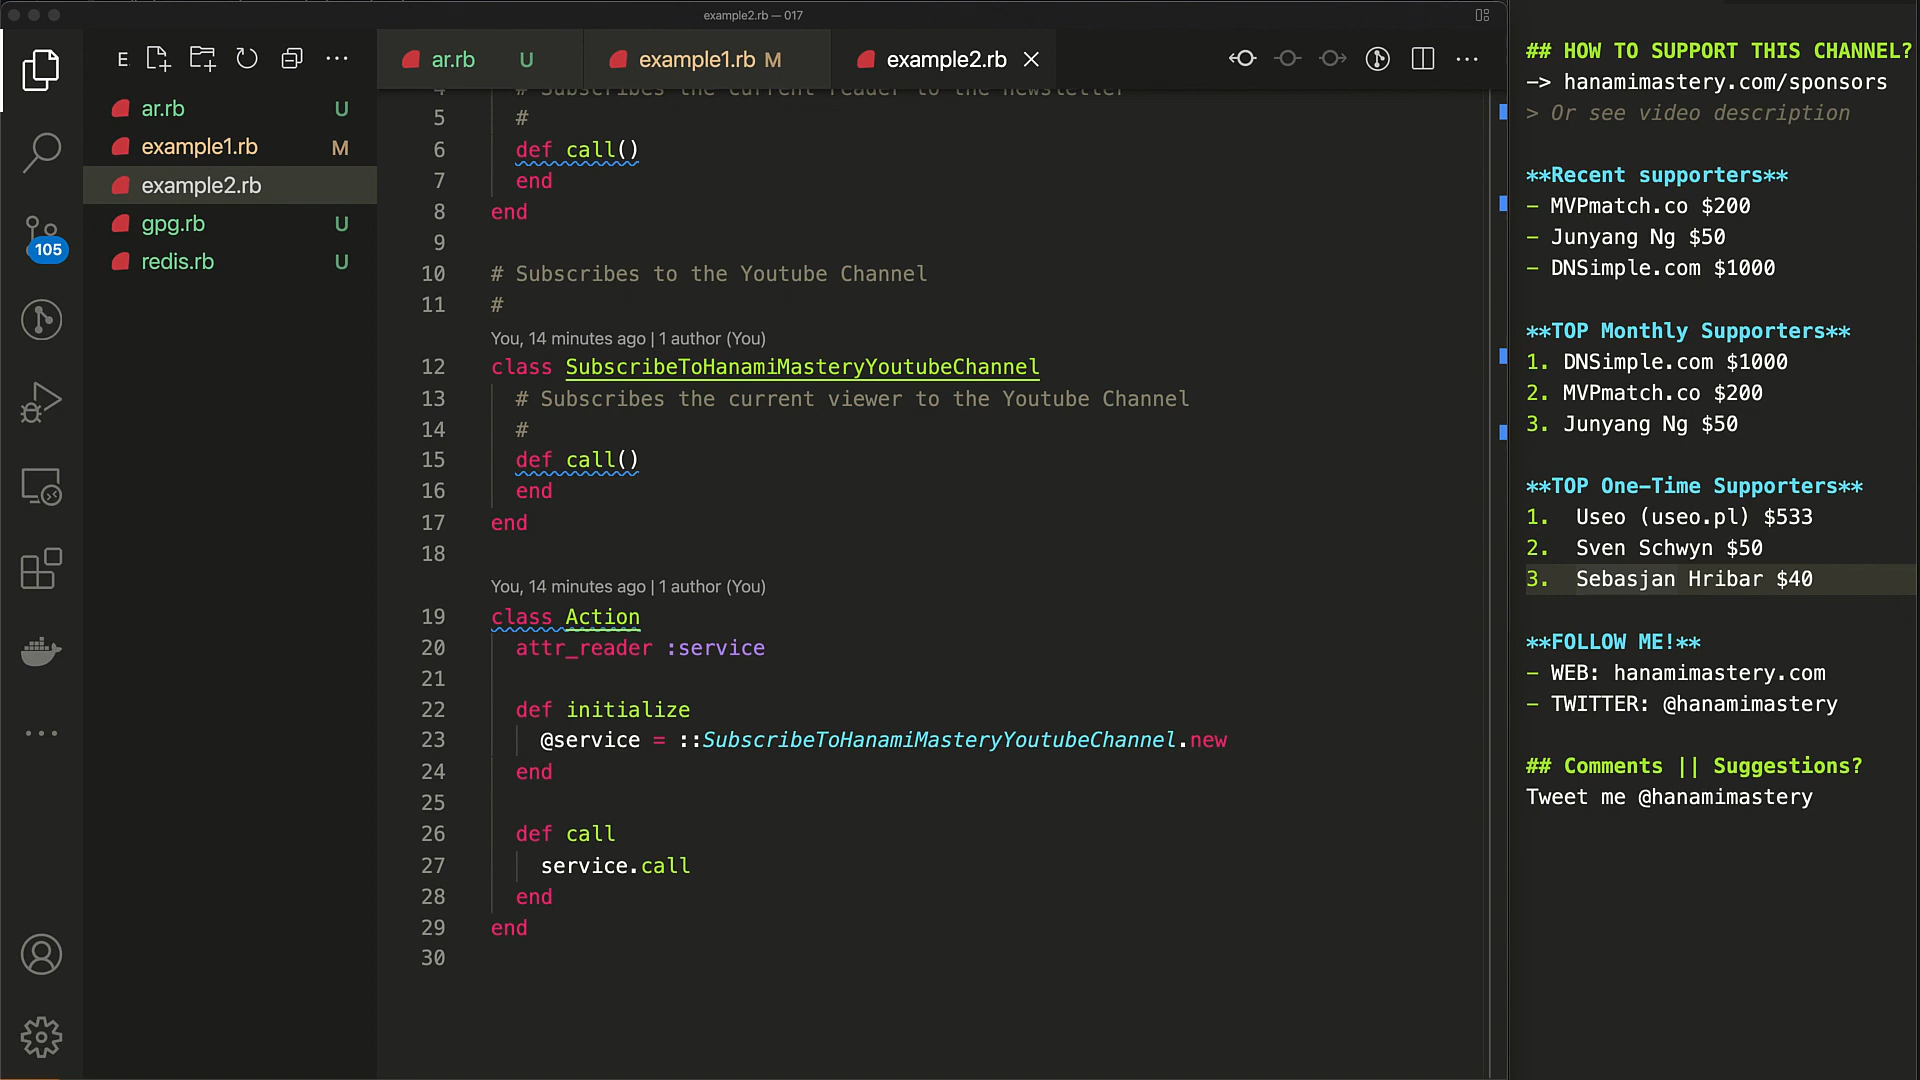 example2.rb — 017
E
ar.rb U
example1.rb M
example2.rb
ar.rb U
example1.rb M
example2.rb
gpg.rb U
redis.rb U
105
4 # Subscribes the current reader to the newsletter
5 #
6 def call()
7 end
8 end
9
10 # Subscribes to the Youtube Channel
11 #
You, 14 minutes ago | 1 author (You)
12 class SubscribeToHanamiMasteryYoutubeChannel
13 # Subscribes the current viewer to the Youtube Channel
14 #
15 def call()
16 end
17 end
18
You, 14 minutes ago | 1 author (You)
19 class Action
20 attr_reader :service
21
22 def initialize
23 @service = ::SubscribeToHanamiMasteryYoutubeChannel.new
24 end
25
26 def call
27 service.call
28 end
29 end
30
## HOW TO SUPPORT THIS CHANNEL?
–> hanamimastery.com/sponsors
> Or see video description
**Recent supporters**
– MVPmatch.co $200
– Junyang Ng $50
– DNSimple.com $1000
**TOP Monthly Supporters**
1. DNSimple.com $1000
2. MVPmatch.co $200
3. Junyang Ng $50
**TOP One–Time Supporters**
1. Useo (useo.pl) $533
2. Sven Schwyn $50
3. Sebasjan Hribar $40
**FOLLOW ME!**
– WEB: hanamimastery.com
– TWITTER: @hanamimastery
## Comments || Suggestions?
Tweet me @hanamimastery